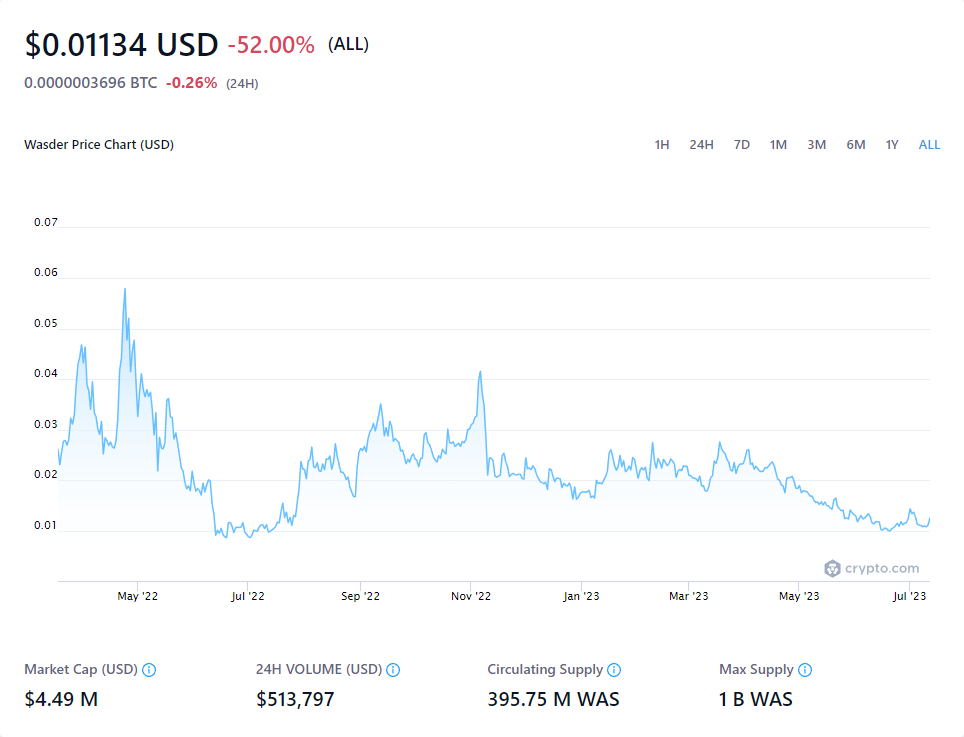 $0.01134 USD -52.00% (ALL)
0.0000003696 BTC -0.26% (24H)
Wasder Price Chart (USD) 1H 24H 7D 1M 3M 6M 1Y ALL
0.07
0.06
0.05
0.04
0.03
0.02
0.01
crypto.com
May '22 Jul '22 Sep '22 Nov '22 Jan '23 Mar '23 May '23 Jul '23
Market Cap (USD) 24H VOLUME (USD) Circulating Supply Max Supply
$4.49 M $513,797 395.75 M WAS 1 B WAS